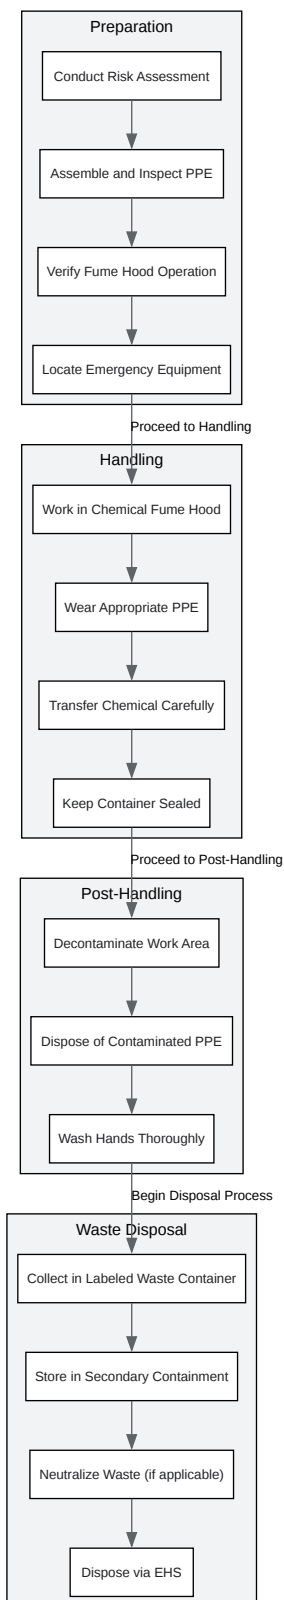 Preparation
Conduct Risk Assessment
Assemble and Inspect PPE
Verify Fume Hood Operation
Locate Emergency Equipment
Proceed to Handling
Handling
Work in Chemical Fume Hood
Wear Appropriate PPE
Transfer Chemical Carefully
Keep Container Sealed
Proceed to Post-Handling
Post-Handling
Decontaminate Work Area
Dispose of Contaminated PPE
Wash Hands Thoroughly
Begin Disposal Process
Waste Disposal
Collect in Labeled Waste Container
Store in Secondary Containment
Neutralize Waste (if applicable)
Dispose via EHS